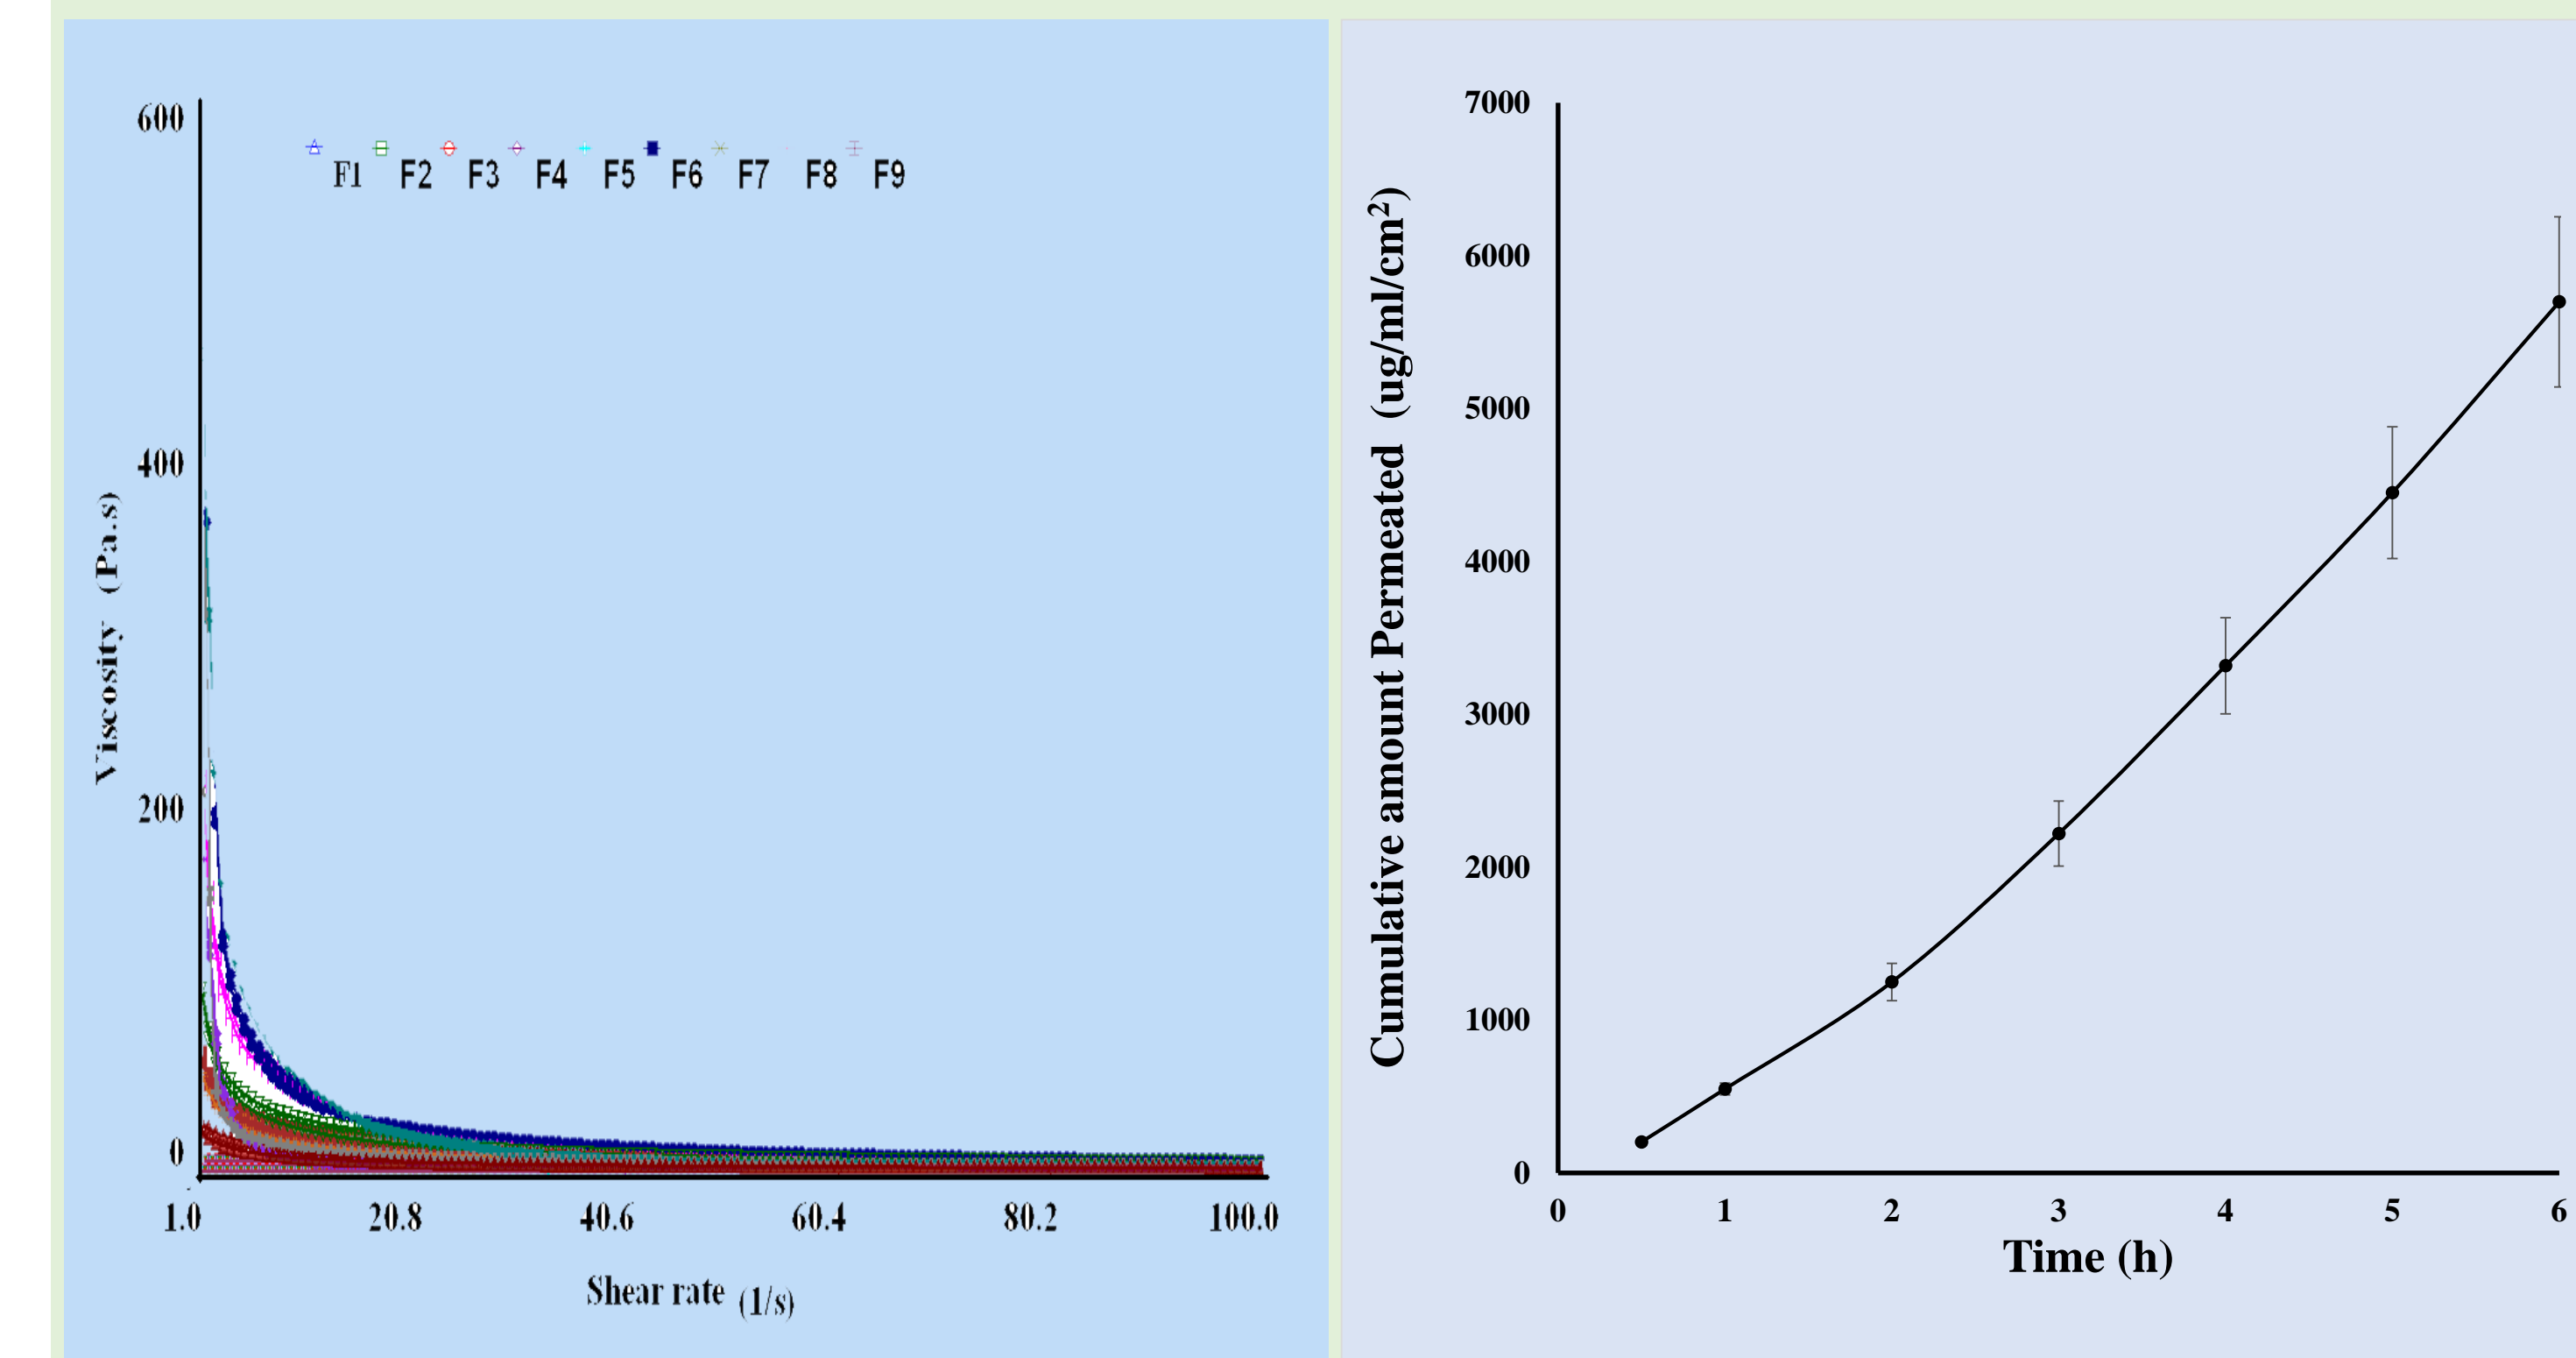 600
F1 F2 F3 F4 F5 F6 F7 F8 F9
400
Viscosity (Pa.s)
200
0
1.0 20.8 40.6 60.4 80.2 100.0
Shear rate (1/s)
7000
6000
5000
4000
3000
2000
1000
0
Cumulative amount Permeated (ug/ml/cm²)
0 1 2 3 4 5 6
Time (h)